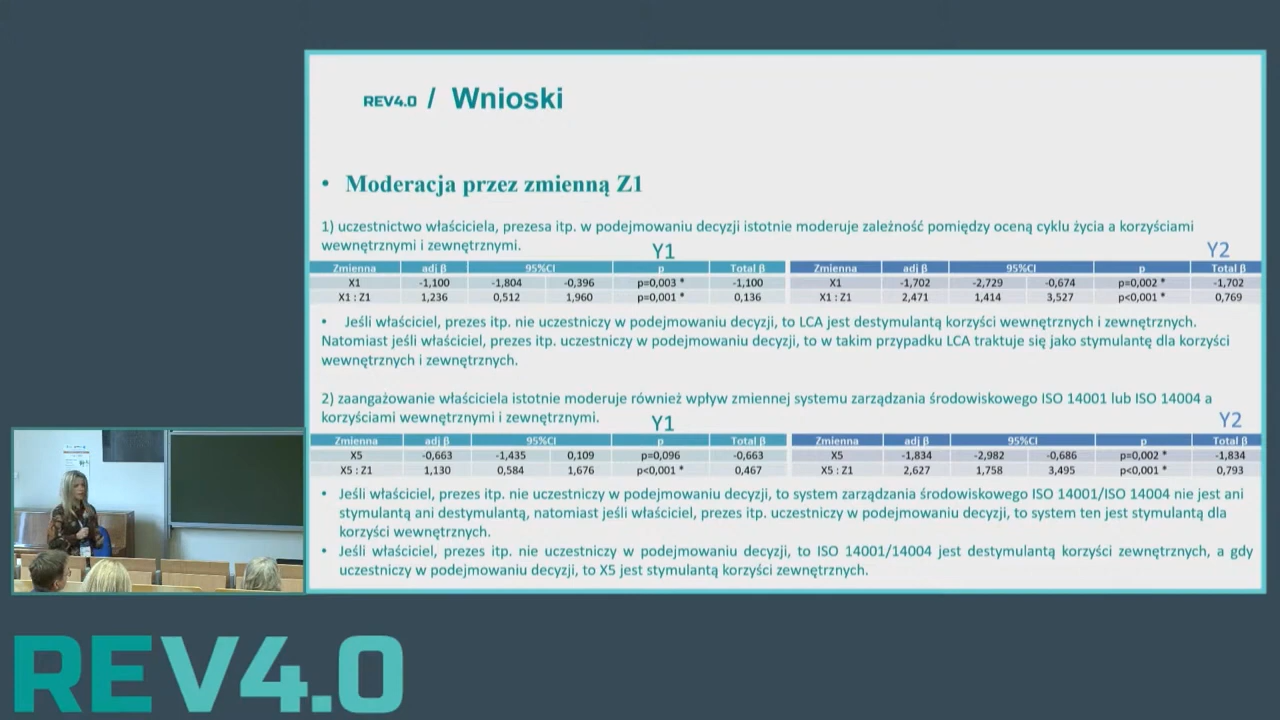 REV4.0 / Wnioski
• Moderacja przez zmienną Z1
1) uczestnictwo właściciela, prezesa itp. w podejmowaniu decyzji istotnie moderuje zależność pomiędzy oceną cyklu życia a korzyściami
wewnętrznymi i zewnętrznymi.
Y1
Zmienna adj β 95%CI p Total β
X1 -1,100 -1,804 -0,396 p=0,003 * -1,100
X1 : Z1 1,236 0,512 1,960 p=0,001 * 0,136
Y2
Zmienna adj β 95%CI p Total β
X1 -1,702 -2,729 -0,674 p=0,002 * -1,702
X1 : Z1 2,471 1,414 3,527 p<0,001 * 0,769
• Jeśli właściciel, prezes itp. nie uczestniczy w podejmowaniu decyzji, to LCA jest destymulantą korzyści wewnętrznych i zewnętrznych.
Natomiast jeśli właściciel, prezes itp. uczestniczy w podejmowaniu decyzji, to w takim przypadku LCA traktuje się jako stymulantę dla korzyści
wewnętrznych i zewnętrznych.
2) zaangażowanie właściciela istotnie moderuje również wpływ zmiennej systemu zarządzania środowiskowego ISO 14001 lub ISO 14004 a
korzyściami wewnętrznymi i zewnętrznymi.
Y1
Zmienna adj β 95%CI p Total β
X5 -0,663 -1,435 0,109 p=0,096 -0,663
X5 : Z1 1,130 0,584 1,676 p<0,001 * 0,467
Y2
Zmienna adj β 95%CI p Total β
X5 -1,834 -2,982 -0,686 p=0,002 * -1,834
X5 : Z1 2,627 1,758 3,495 p<0,001 * 0,793
• Jeśli właściciel, prezes itp. nie uczestniczy w podejmowaniu decyzji, to system zarządzania środowiskowego ISO 14001/ISO 14004 nie jest ani
stymulantą ani destymulantą, natomiast jeśli właściciel, prezes itp. uczestniczy w podejmowaniu decyzji, to system ten jest stymulantą dla
korzyści wewnętrznych.
• Jeśli właściciel, prezes itp. nie uczestniczy w podejmowaniu decyzji, to ISO 14001/14004 jest destymulantą korzyści zewnętrznych, a gdy
uczestniczy w podejmowaniu decyzji, to X5 jest stymulantą korzyści zewnętrznych.
REV4.0